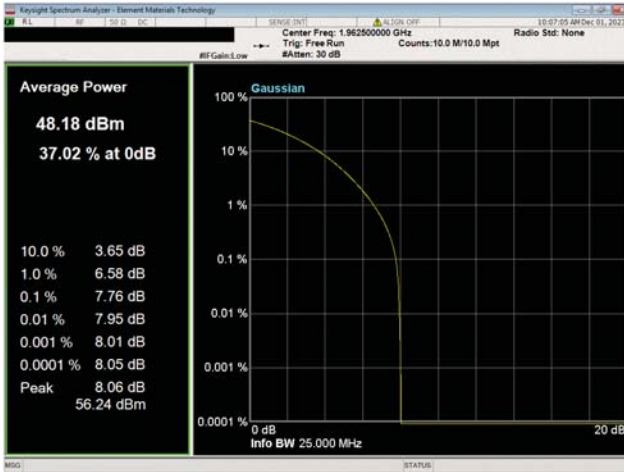 Keysight Spectrum Analyzer - Element Materials Technology
RL RF 50 Ω DC SENSE:INT ALIGN OFF 10:07:05 AM Dec 01, 2023
Center Freq: 1.962500000 GHz Radio Std: None
Trig: Free Run Counts:10.0 M/10.0 Mpt
#IFGain:Low #Atten: 30 dB
Average Power
48.18 dBm
37.02 % at 0dB
10.0 % 3.65 dB
1.0 % 6.58 dB
0.1 % 7.76 dB
0.01 % 7.95 dB
0.001 % 8.01 dB
0.0001 % 8.05 dB
Peak 8.06 dB
56.24 dBm
Gaussian
100 %
10 %
1 %
0.1 %
0.01 %
0.001 %
0.0001 %
0 dB 20 dB
Info BW 25.000 MHz
MSG STATUS